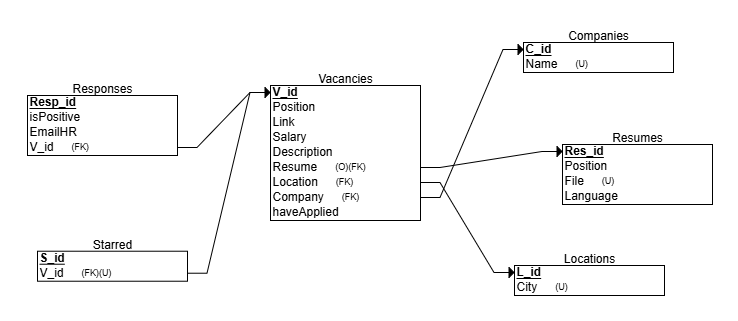 Companies
C_id
Name (U)
Vacancies
V_id
Position
Link
Salary
Description
Resume (O)(FK)
Location (FK)
Company (FK)
haveApplied
Responses
Resp_id
isPositive
EmailHR
V_id (FK)
Resumes
Res_id
Position
File (U)
Language
Starred
S_id
V_id (FK)(U)
Locations
L_id
City (U)